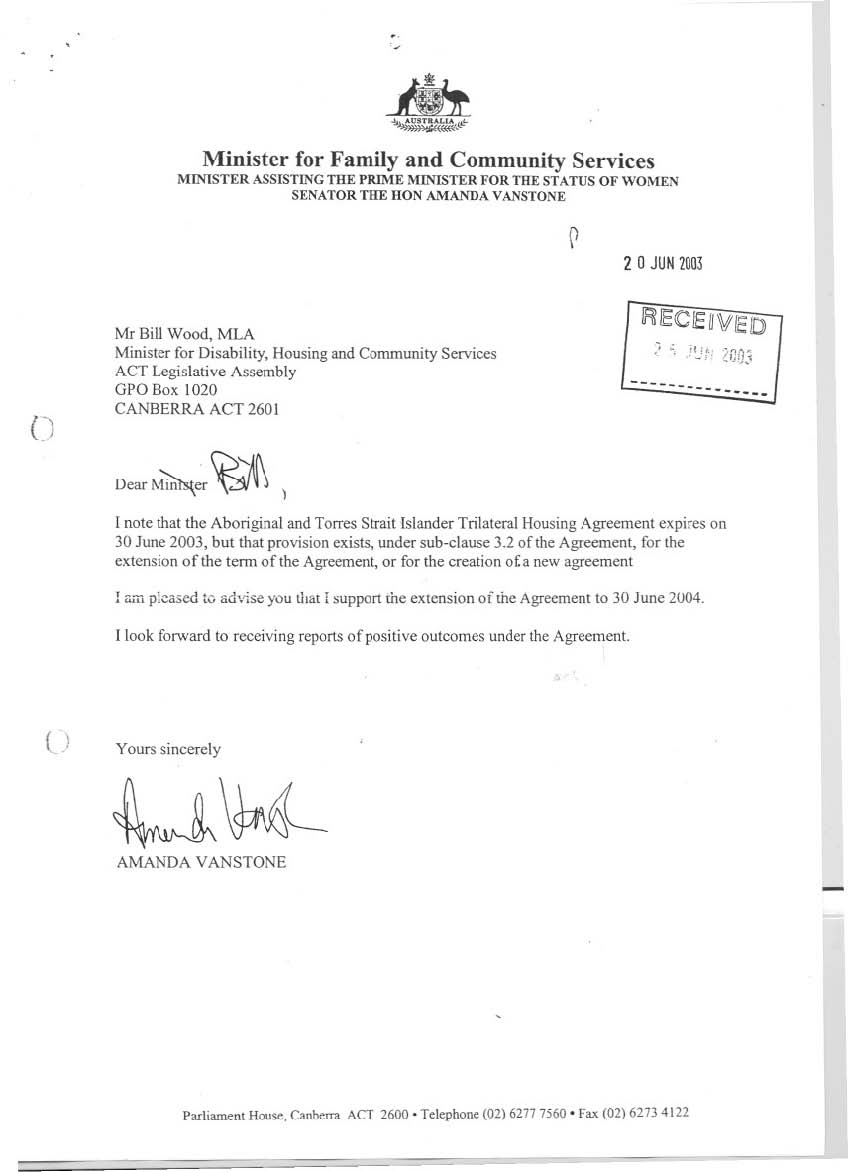 AUSTRALIA
Minister for Family and Community Services
MINISTER ASSISTING THE PRIME MINISTER FOR THE STATUS OF WOMEN
SENATOR THE HON AMANDA VANSTONE
2 0 JUN 2003
RECEIVED
2 5 JUN 2003
Mr Bill Wood, MLA
Minister for Disability, Housing and Community Services
ACT Legislative Assembly
GPO Box 1020
CANBERRA ACT 2601
Dear Minister Bill,
I note that the Aboriginal and Torres Strait Islander Trilateral Housing Agreement expires on
30 June 2003, but that provision exists, under sub-clause 3.2 of the Agreement, for the
extension of the term of the Agreement, or for the creation of a new agreement
I am pleased to advise you that I support the extension of the Agreement to 30 June 2004.
I look forward to receiving reports of positive outcomes under the Agreement.
Yours sincerely
Amanda Vanstone
AMANDA VANSTONE
Parliament House, Canberra ACT 2600 • Telephone (02) 6277 7560 • Fax (02) 6273 4122